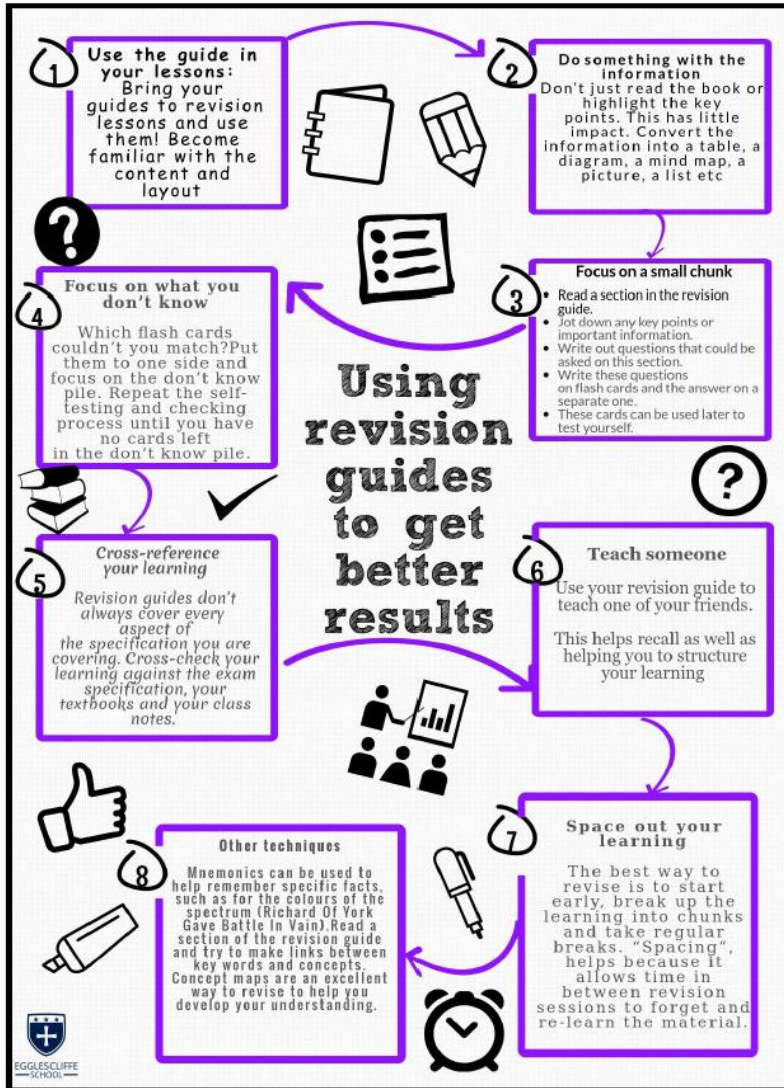 1
Use the guide in
your lessons:
Bring your
guides to revision
lessons and use
them! Become
familiar with the
content and
layout
2
Do something with the
information
Don't just read the book or
highlight the key
points. This has little
impact. Convert the
information into a table, a
diagram, a mind map, a
picture, a list etc
3
Focus on a small chunk
• Read a section in the revision
guide.
• Jot down any key points or
important information.
• Write out questions that could be
asked on this section.
• Write these questions
on flash cards and the answer on a
separate one.
• These cards can be used later to
test yourself.
?
4
Focus on what you
don't know
Which flash cards
couldn't you match?Put
them to one side and
focus on the don't know
pile. Repeat the self-
testing and checking
process until you have
no cards left
in the don't know pile.
Using
revision
guides
to get
better
results
?
5
Cross-reference
your learning
Revision guides don't
always cover every
aspect of
the specification you are
covering. Cross-check your
learning against the exam
specification, your
textbooks and your class
notes.
6
Teach someone
Use your revision guide to
teach one of your friends.
This helps recall as well as
helping you to structure
your learning
7
Space out your
learning
The best way to
revise is to start
early, break up the
learning into chunks
and take regular
breaks. "Spacing",
helps because it
allows time in
between revision
sessions to forget and
re-learn the material.
8
Other techniques
Mnemonics can be used to
help remember specific facts,
such as for the colours of the
spectrum (Richard Of York
Gave Battle In Vain).Read a
section of the revision guide
and try to make links between
key words and concepts.
Concept maps are an excellent
way to revise to help you
develop your understanding.
EGGLESCLIFFE
SCHOOL